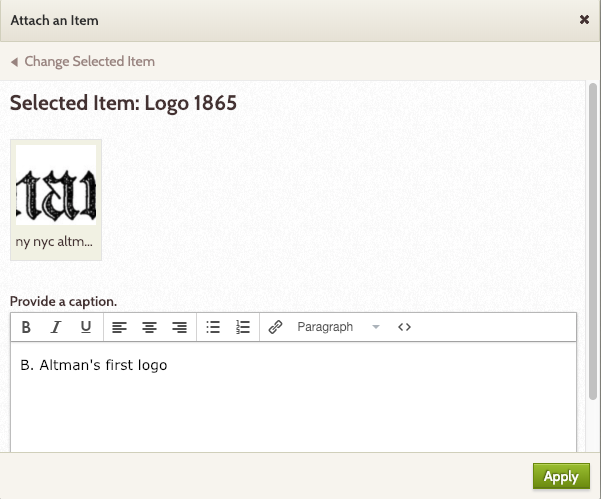 Attach an Item
Change Selected Item
Selected Item: Logo 1865
ny nyc altm...
Provide a caption.
B I U Paragraph
B. Altman's first logo
Apply